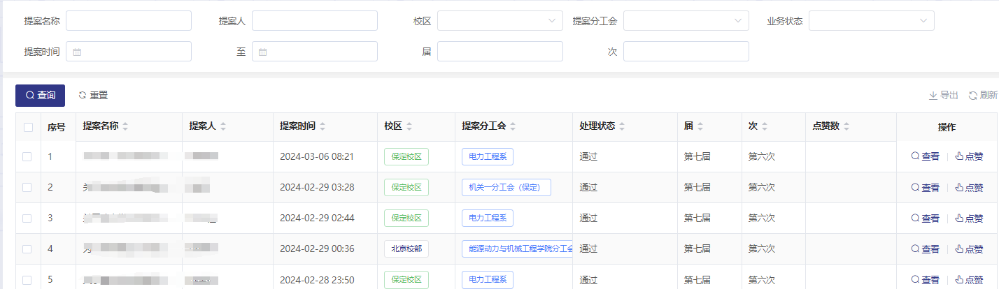 提案名称 提案人 校区 提案分工会 业务状态
提案时间 至 届 次
查询 重置 导出 刷新
序号 提案名称 提案人 提案时间 校区 提案分工会 处理状态 届 次 点赞数 操作
1 2024-03-06 08:21 保定校区 电力工程系 通过 第七届 第六次 查看 点赞
2 2024-02-29 03:28 保定校区 机关一分工会（保定） 通过 第七届 第六次 查看 点赞
3 2024-02-29 02:44 保定校区 电力工程系 通过 第七届 第六次 查看 点赞
4 2024-02-29 00:36 北京校部 能源动力与机械工程学院分工会 通过 第七届 第六次 查看 点赞
5 2024-02-28 23:50 保定校区 电力工程系 通过 第七届 第六次 查看 点赞